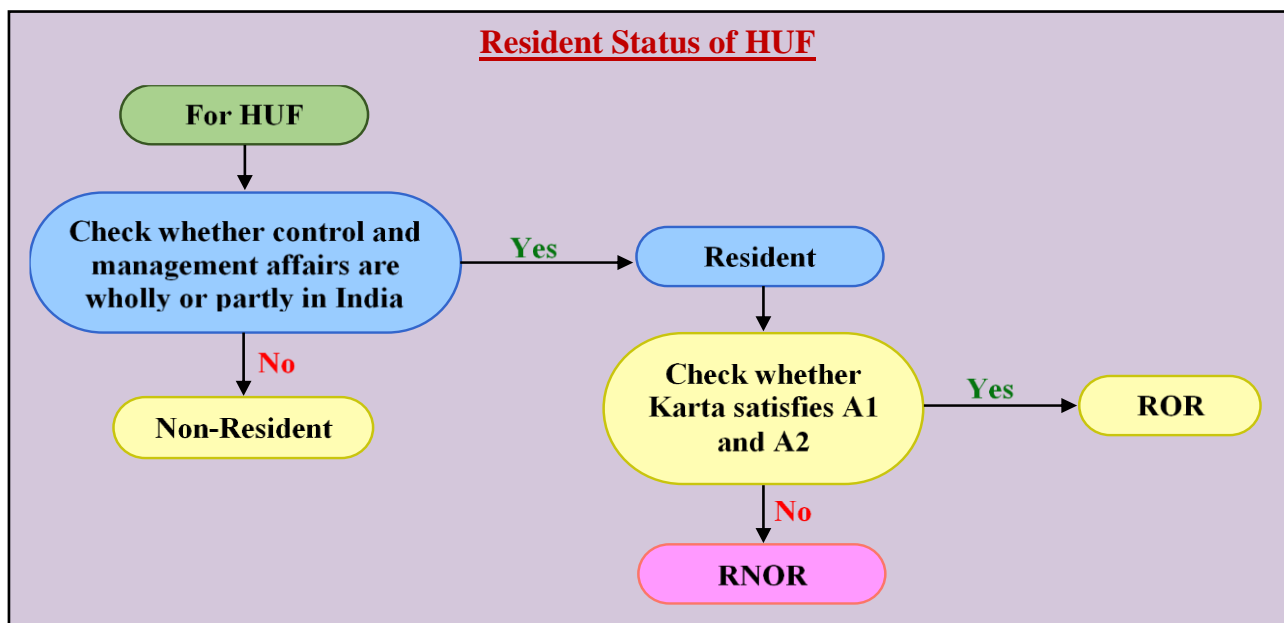 Resident Status of HUF
For HUF
Check whether control and
management affairs are
wholly or partly in India
Yes
Resident
No
Non-Resident
Check whether
Karta satisfies A1
and A2
Yes
ROR
No
RNOR